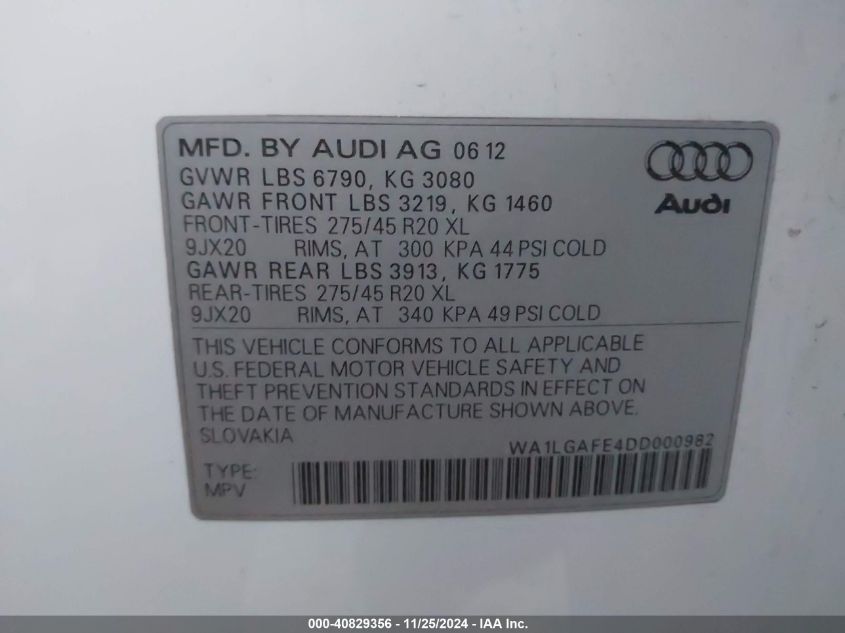 MFD. BY AUDI AG 06 12
GVWR LBS 6790, KG 3080
GAWR FRONT LBS 3219, KG 1460
FRONT-TIRES 275/45 R20 XL
9JX20 RIMS, AT 300 KPA 44 PSI COLD
GAWR REAR LBS 3913, KG 1775
REAR-TIRES 275/45 R20 XL
9JX20 RIMS, AT 340 KPA 49 PSI COLD
Audi
THIS VEHICLE CONFORMS TO ALL APPLICABLE
U.S. FEDERAL MOTOR VEHICLE SAFETY AND
THEFT PREVENTION STANDARDS IN EFFECT ON
THE DATE OF MANUFACTURE SHOWN ABOVE.
SLOVAKIA
WA1LGAFE4DD000982
TYPE:
MPV
000-40829356 - 11/25/2024 - IAA Inc.